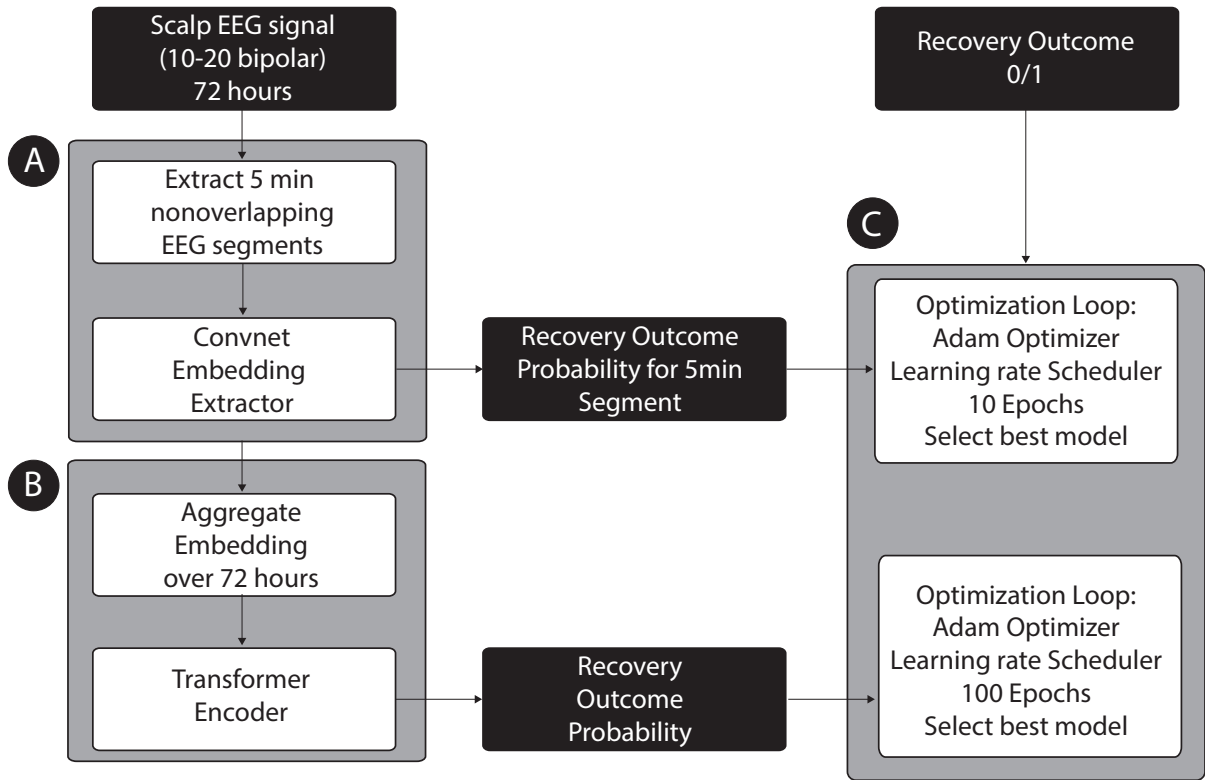 Scalp EEG signal
(10-20 bipolar)
72 hours
Recovery Outcome
0/1
A
Extract 5 min
nonoverlapping
EEG segments
C
Convnet
Embedding
Extractor
Recovery Outcome
Probability for 5min
Segment
Optimization Loop:
Adam Optimizer
Learning rate Scheduler
10 Epochs
Select best model
B
Aggregate
Embedding
over 72 hours
Transformer
Encoder
Recovery
Outcome
Probability
Optimization Loop:
Adam Optimizer
Learning rate Scheduler
100 Epochs
Select best model